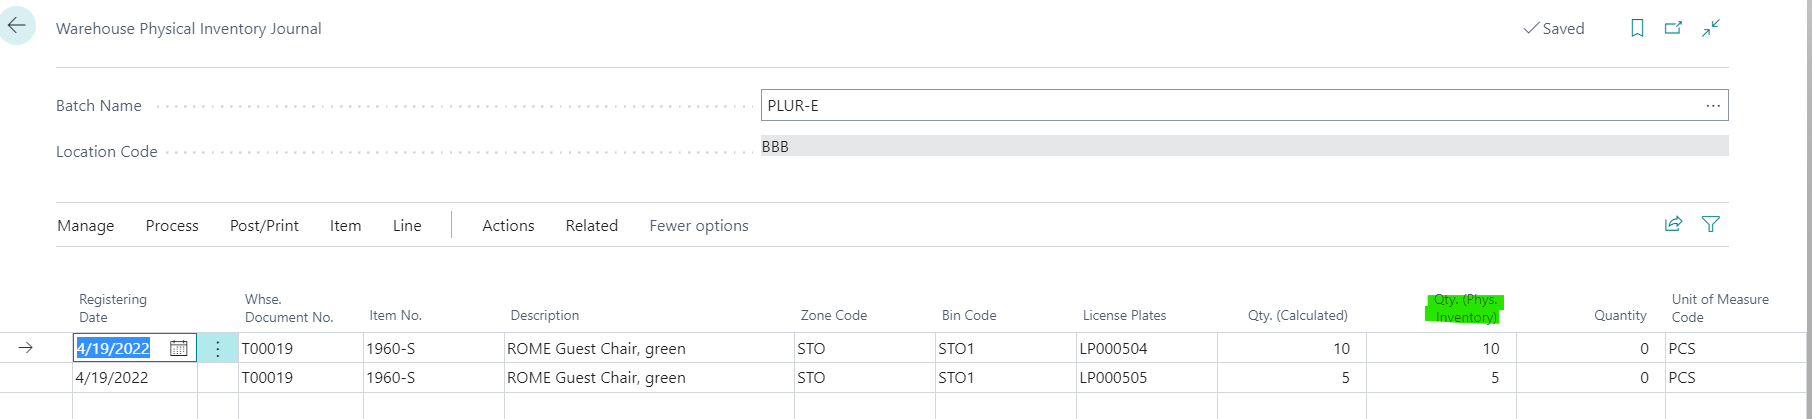 Warehouse Physical Inventory Journal
Saved
Batch Name
PLUR-E
Location Code
BBB
Manage Process Post/Print Item Line Actions Related Fewer options
Registering Date Whse. Document No. Item No. Description Zone Code Bin Code License Plates Qty. (Calculated) Qty. (Phys. Inventory) Quantity Unit of Measure Code
4/19/2022 T00019 1960-S ROME Guest Chair, green STO STO1 LP000504 10 10 0 PCS
4/19/2022 T00019 1960-S ROME Guest Chair, green STO STO1 LP000505 5 5 0 PCS